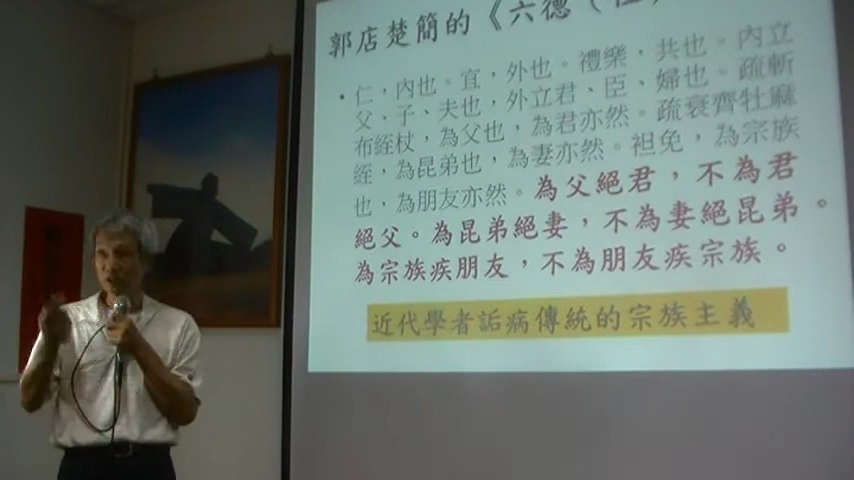 郭店楚簡的《六德（
•仁，內也。宜，外也。禮樂，共也。內立
父、子、夫也，外立君、臣、婦也。疏斬
布絰杖，為父也，為君亦然。疏衰齊牡麻
絰，為昆弟也，為妻亦然。袒免，為宗族
也，為朋友亦然。為父絕君，不為君
絕父。為昆弟絕妻，不為妻絕昆弟。
為宗族疾朋友，不為朋友疾宗族。
近代學者詬病傳統的宗族主義